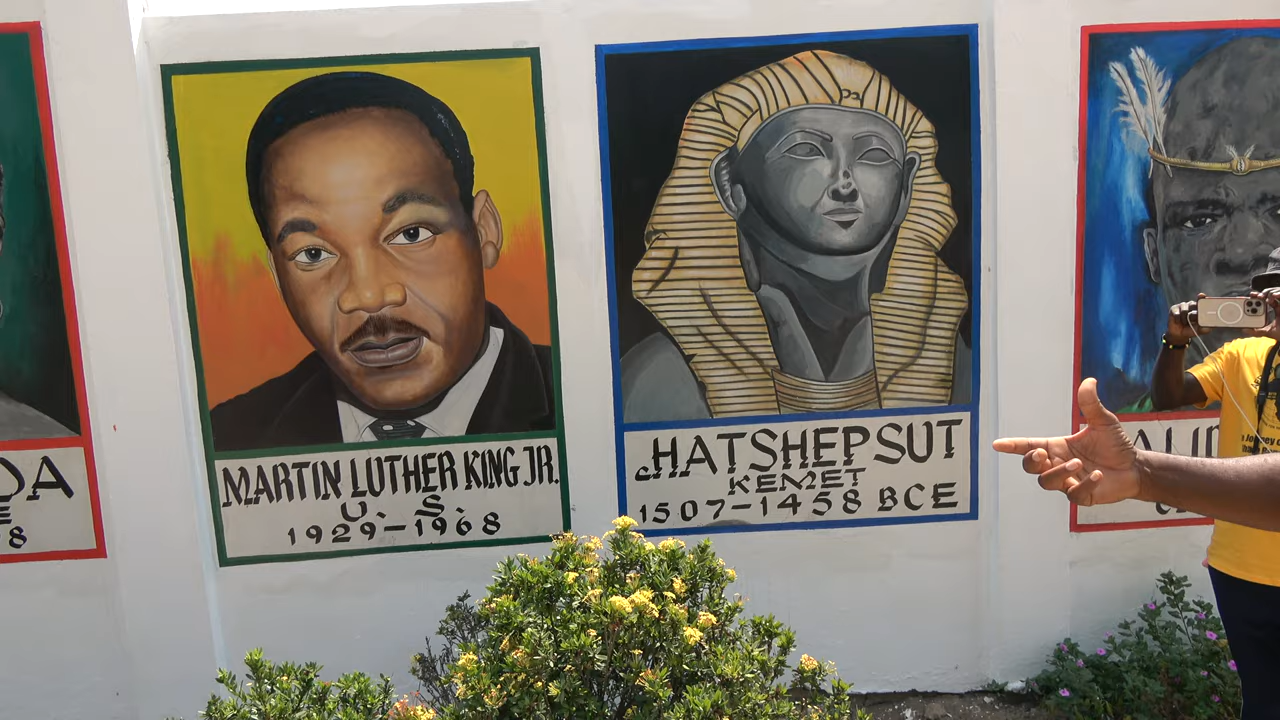 MARTIN LUTHER KING JR.
U. S.
1929-1968
HATSHEPSUT
KEMET
1507-1458 BCE